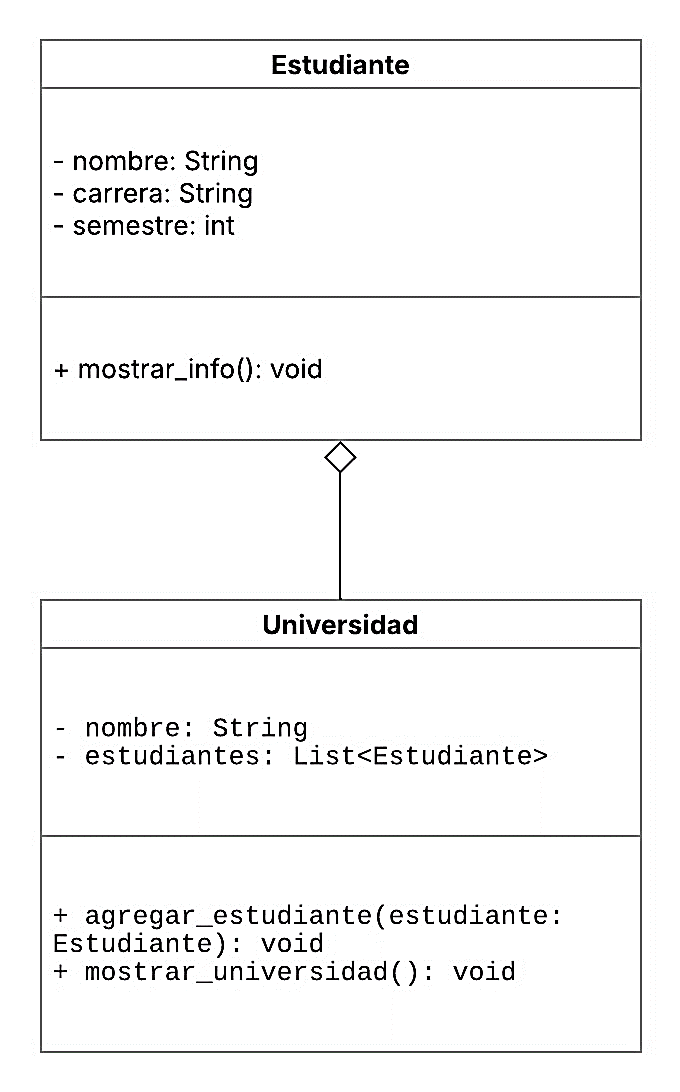 Estudiante
- nombre: String
- carrera: String
- semestre: int
+ mostrar_info(): void
Universidad
- nombre: String
- estudiantes: List<Estudiante>
+ agregar_estudiante(estudiante:
Estudiante): void
+ mostrar_universidad(): void